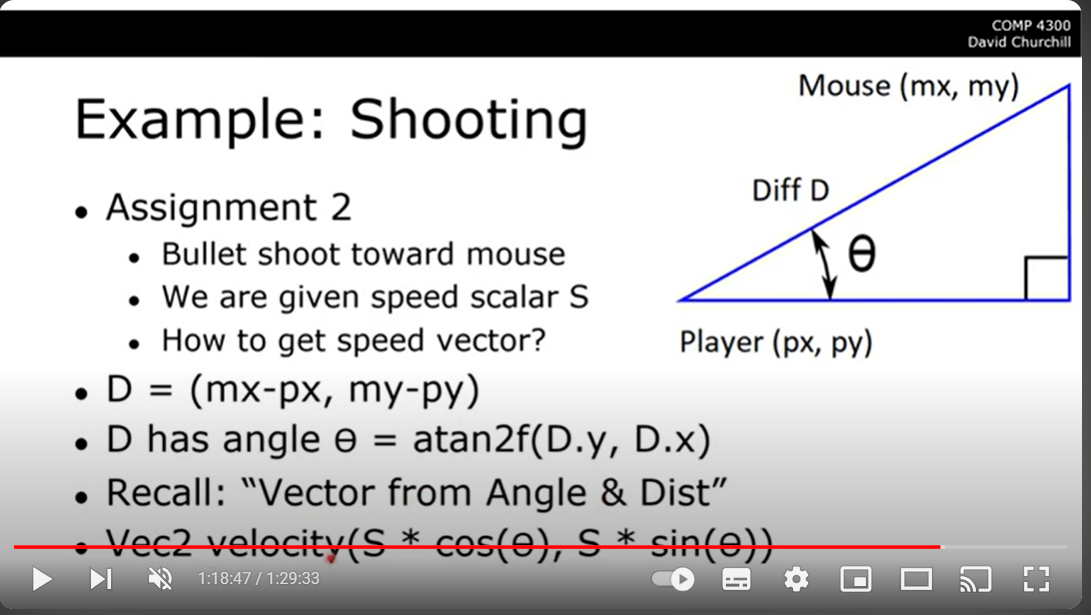 COMP 4300
David Churchill
Mouse (mx, my)
Example: Shooting
Diff D
• Assignment 2
θ
• Bullet shoot toward mouse
• We are given speed scalar S
• How to get speed vector?
Player (px, py)
• D = (mx-px, my-py)
• D has angle θ = atan2f(D.y, D.x)
• Recall: “Vector from Angle & Dist”
• Vec2 velocity(S * cos(θ), S * sin(θ))
1:18:47 / 1:29:33